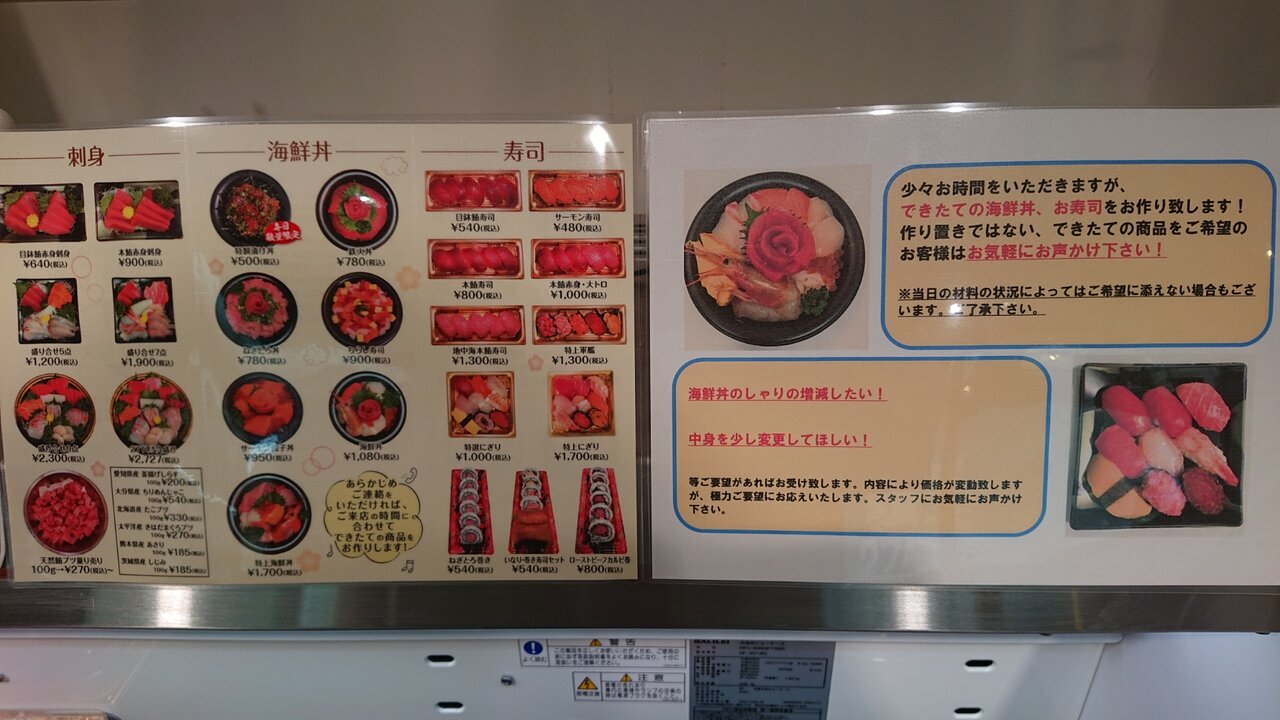 刺身
目鉢鮪赤身刺身
¥640(税込)
本鮪赤身刺身
¥900(税込)
盛り合せ5点
¥1,200(税込)
盛り合せ7点
¥1,900(税込)
¥2,300(税込)
¥2,727(税込)
天然鮪ブツ量り売り
100g→¥270(税込)~
愛知県産 釜揚げしらす
100g ¥200(税込)
大分県産 ちりめんじゃこ
100g ¥540(税込)
北海道産 たこブツ
100g ¥330(税込)
太平洋産 きはだまぐろブツ
100g ¥270(税込)
熊本県産 あさり
100g ¥185(税込)
茨城県産 しじみ
100g ¥185(税込)
海鮮丼
毎日
数量限定
特製漬け丼
¥500(税込)
鉄火丼
¥780(税込)
ねぎとろ丼
¥780(税込)
ちらし寿司
¥900(税込)
¥950(税込)
海鮮丼
¥1,080(税込)
特上海鮮丼
¥1,700(税込)
あらかじめ
ご連絡を
いただければ、
ご来店の時間に
合わせて
できたての商品を
お作りします!
寿司
目鉢鮪寿司
¥540(税込)
サーモン寿司
¥480(税込)
本鮪寿司
¥800(税込)
本鮪赤身・大トロ
¥1,000(税込)
地中海本鮪寿司
¥1,300(税込)
特上軍艦
¥1,300(税込)
特選にぎり
¥1,000(税込)
特上にぎり
¥1,700(税込)
ねぎとろ巻き
¥540(税込)
いなり・巻き寿司セット
¥540(税込)
ローストビーフカルビ巻
¥800(税込)
少々お時間をいただきますが、
できたての海鮮丼、お寿司をお作り致します!
作り置きではない、できたての商品をご希望の
お客様はお気軽にお声かけ下さい!
※当日の材料の状況によってはご希望に添えない場合もござ
います。ご了承下さい。
海鮮丼のしゃりの増減したい!
中身を少し変更してほしい!
等ご要望があればお受け致します。内容により価格が変動致します
が、極力ご要望にお応えいたします。スタッフにお気軽にお声かけ
下さい。
よく読む
警告
注意
GALILEI